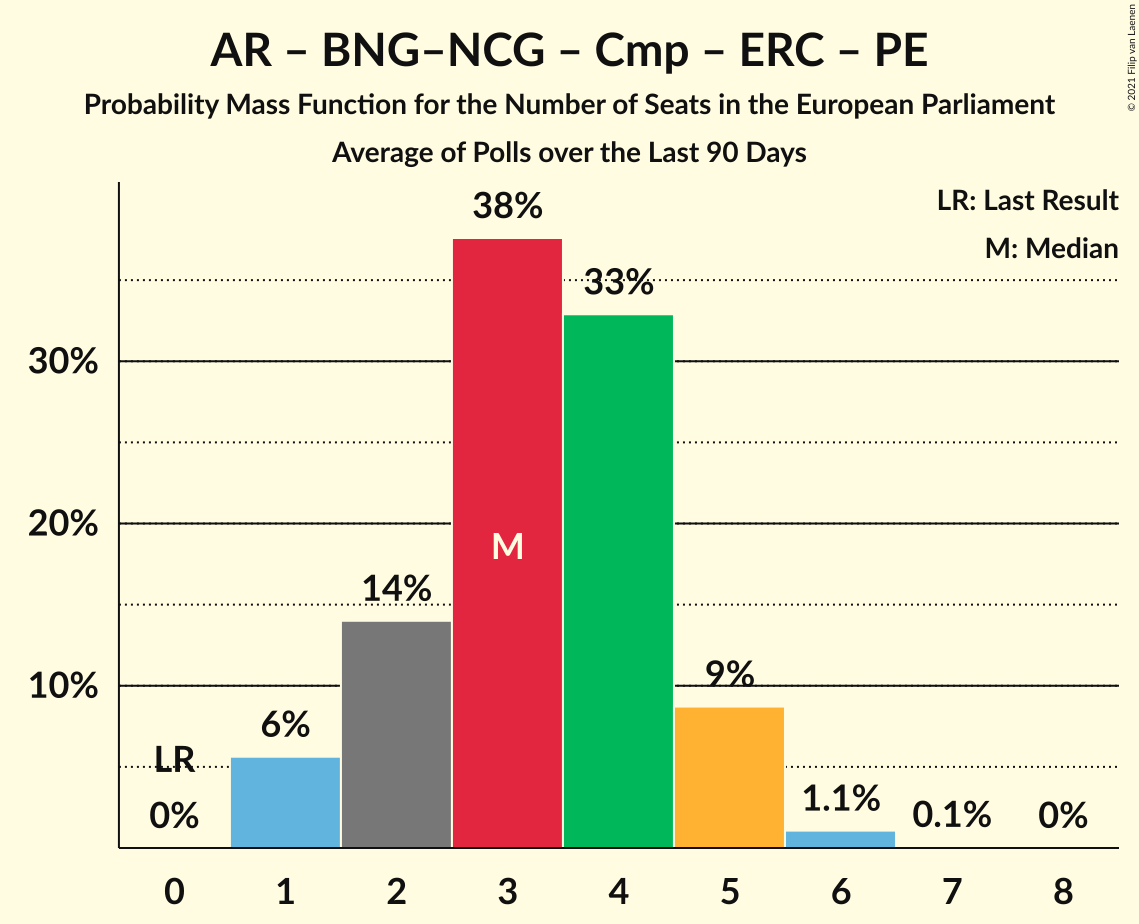 AR – BNG–NCG – Cmp – ERC – PE
Probability Mass Function for the Number of Seats in the European Parliament
Average of Polls over the Last 90 Days
© 2021 Filip van Laenen
LR: Last Result
M: Median
38%
33%
30%
20%
M
14%
10%
9%
6%
LR
0%
1.1%
0.1%
0%
0 1 2 3 4 5 6 7 8